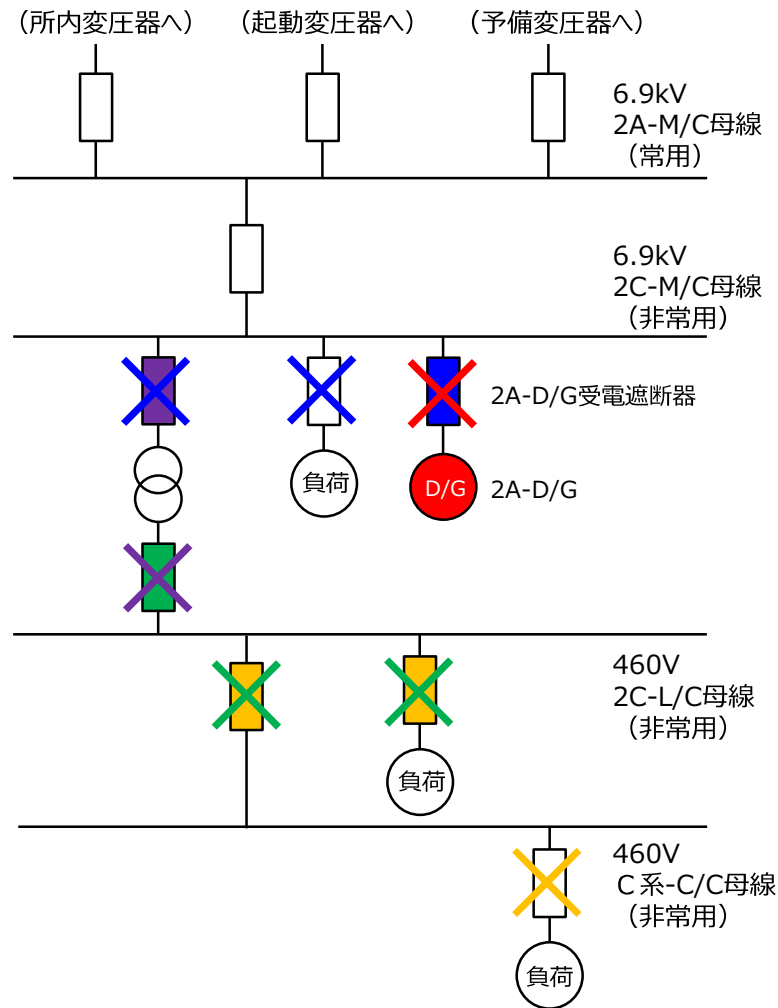 （所内変圧器へ）
（起動変圧器へ）
（予備変圧器へ）
6.9kV
2A-M/C母線
（常用）
6.9kV
2C-M/C母線
（非常用）
2A-D/G受電遮断器
負荷
D/G
2A-D/G
460V
2C-L/C母線
（非常用）
負荷
460V
Ｃ系-C/C母線
（非常用）
負荷